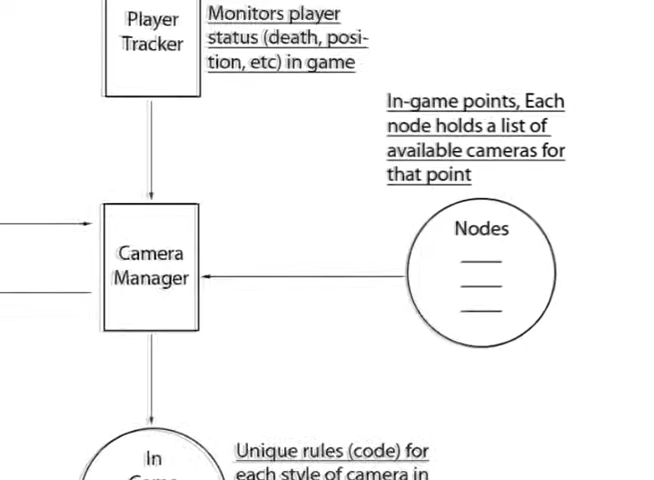 Player
Tracker
Monitors player
status (death, posi-
tion, etc) in game
In-game points, Each
node holds a list of
available cameras for
that point
Nodes
Camera
Manager
In
Game
Unique rules (code) for
each style of camera in